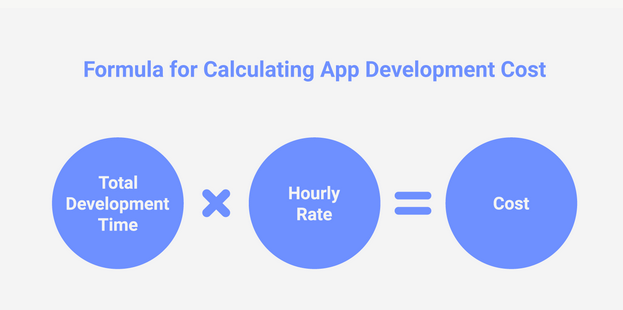 Formula for Calculating App Development Cost
Total
Development
Time
×
Hourly
Rate
=
Cost